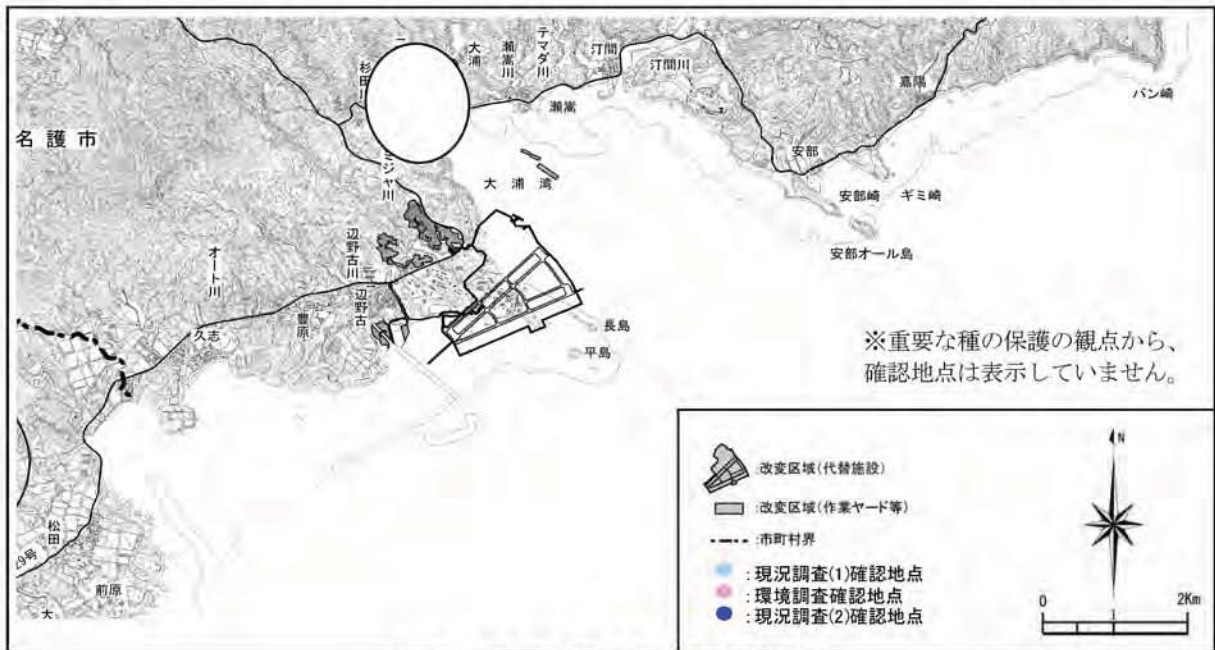 名護市
杉田
大浦
瀬嵩川
テマダ川
汀間
汀間川
瀬嵩
嘉陽
バン崎
安部
安部崎
ギミ崎
安部オール島
大浦湾
ミジャ川
辺野古川
辺野古
オート川
豊原
久志
長島
平島
松田
前原
大
※重要な種の保護の観点から、
確認地点は表示していません。
:改変区域(代替施設)
:改変区域(作業ヤード等)
:市町村界
:現況調査(1)確認地点
:環境調査確認地点
:現況調査(2)確認地点
N
0 1 2Km